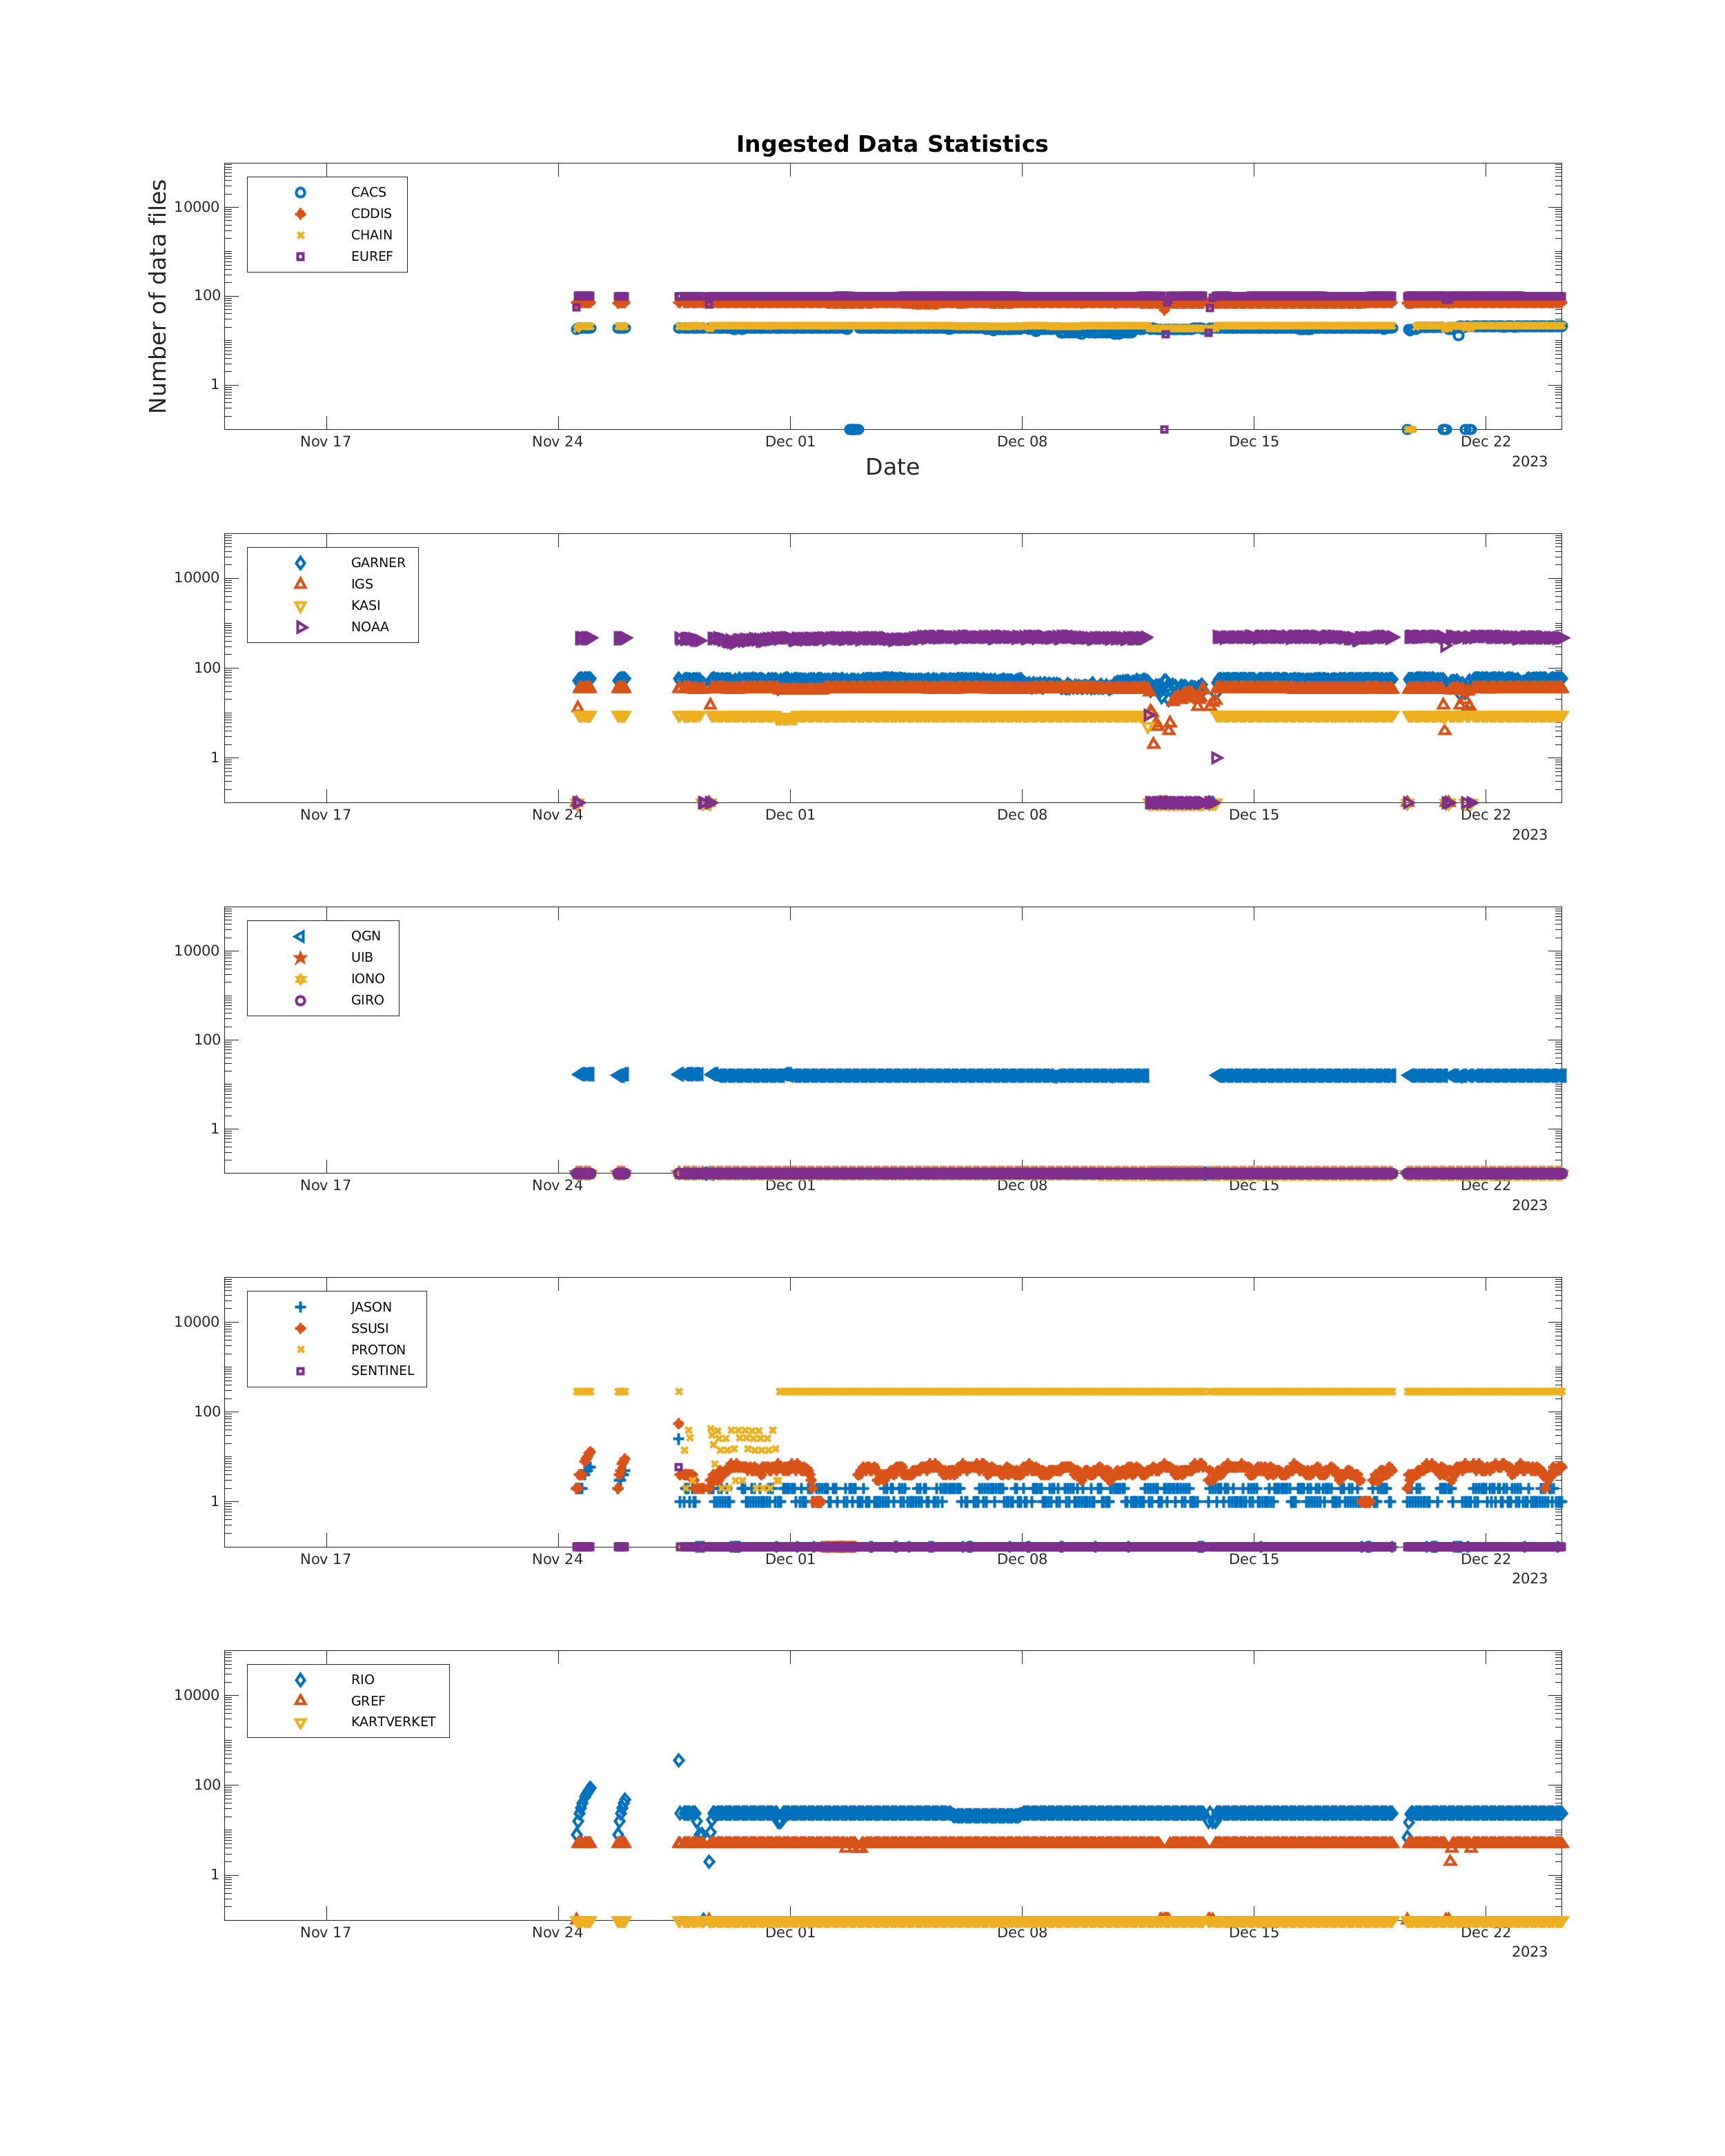 Ingested Data Statistics
Number of data files
10000
100
1
CACS
CDDIS
CHAIN
EUREF
Nov 17 Nov 24 Dec 01 Dec 08 Dec 15 Dec 22
2023
Date
10000
100
1
GARNER
IGS
KASI
NOAA
Nov 17 Nov 24 Dec 01 Dec 08 Dec 15 Dec 22
2023
10000
100
1
QGN
UIB
IONO
GIRO
Nov 17 Nov 24 Dec 01 Dec 08 Dec 15 Dec 22
2023
10000
100
1
JASON
SSUSI
PROTON
SENTINEL
Nov 17 Nov 24 Dec 01 Dec 08 Dec 15 Dec 22
2023
10000
100
1
RIO
GREF
KARTVERKET
Nov 17 Nov 24 Dec 01 Dec 08 Dec 15 Dec 22
2023